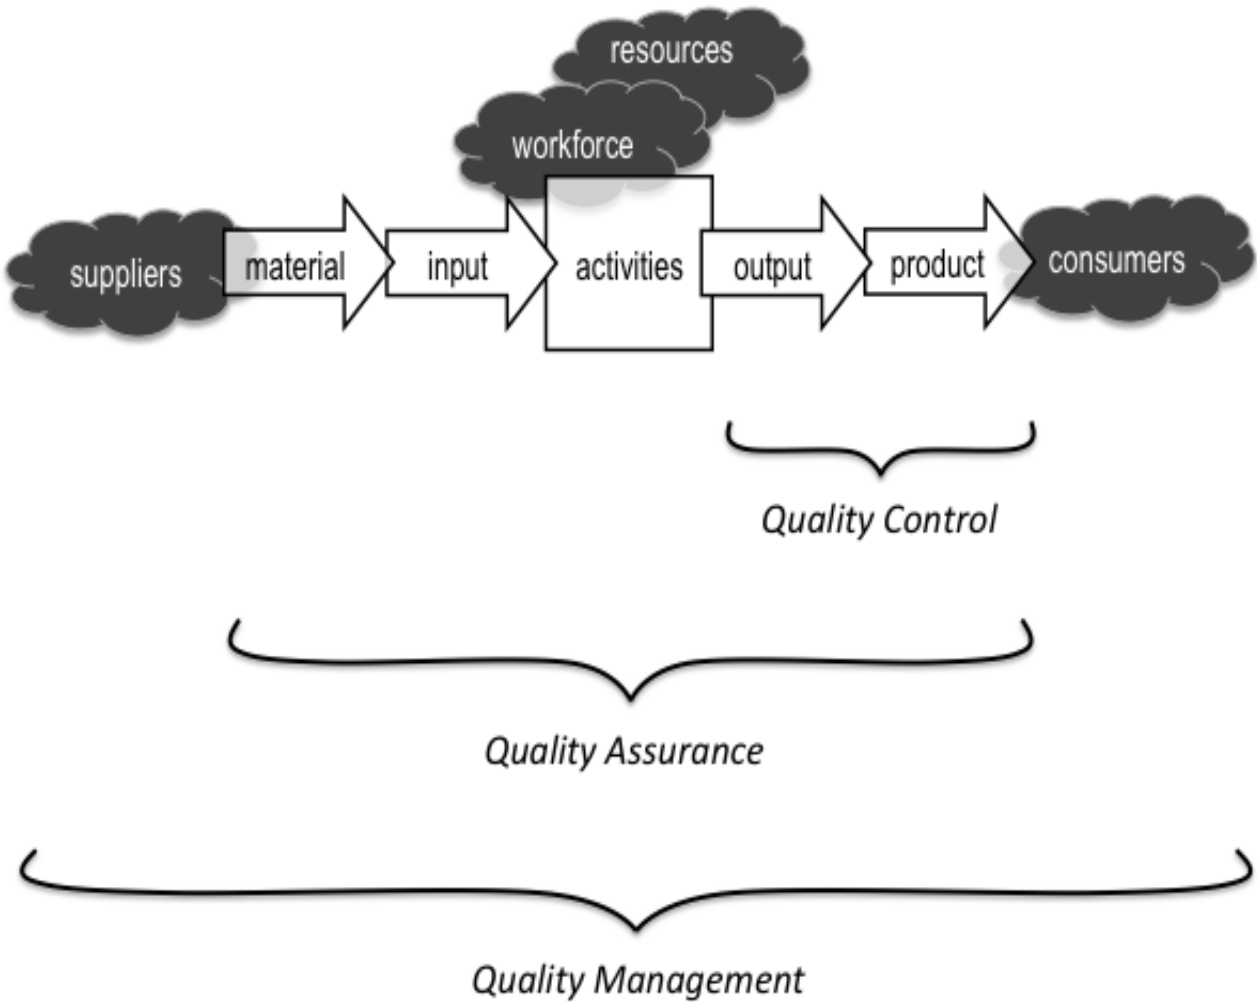 resources
workforce
suppliers
material
input
activities
output
product
consumers
Quality Control
Quality Assurance
Quality Management